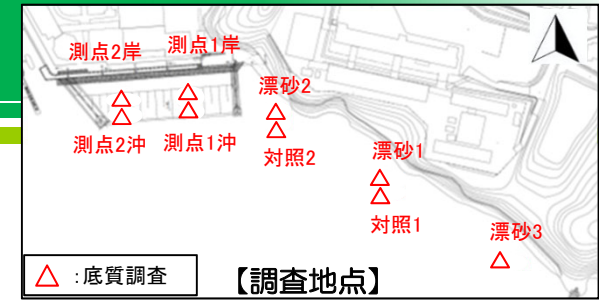 測点2岸
測点1岸
測点2沖
測点1沖
漂砂2
対照2
漂砂1
対照1
漂砂3
△ :底質調査
【調査地点】